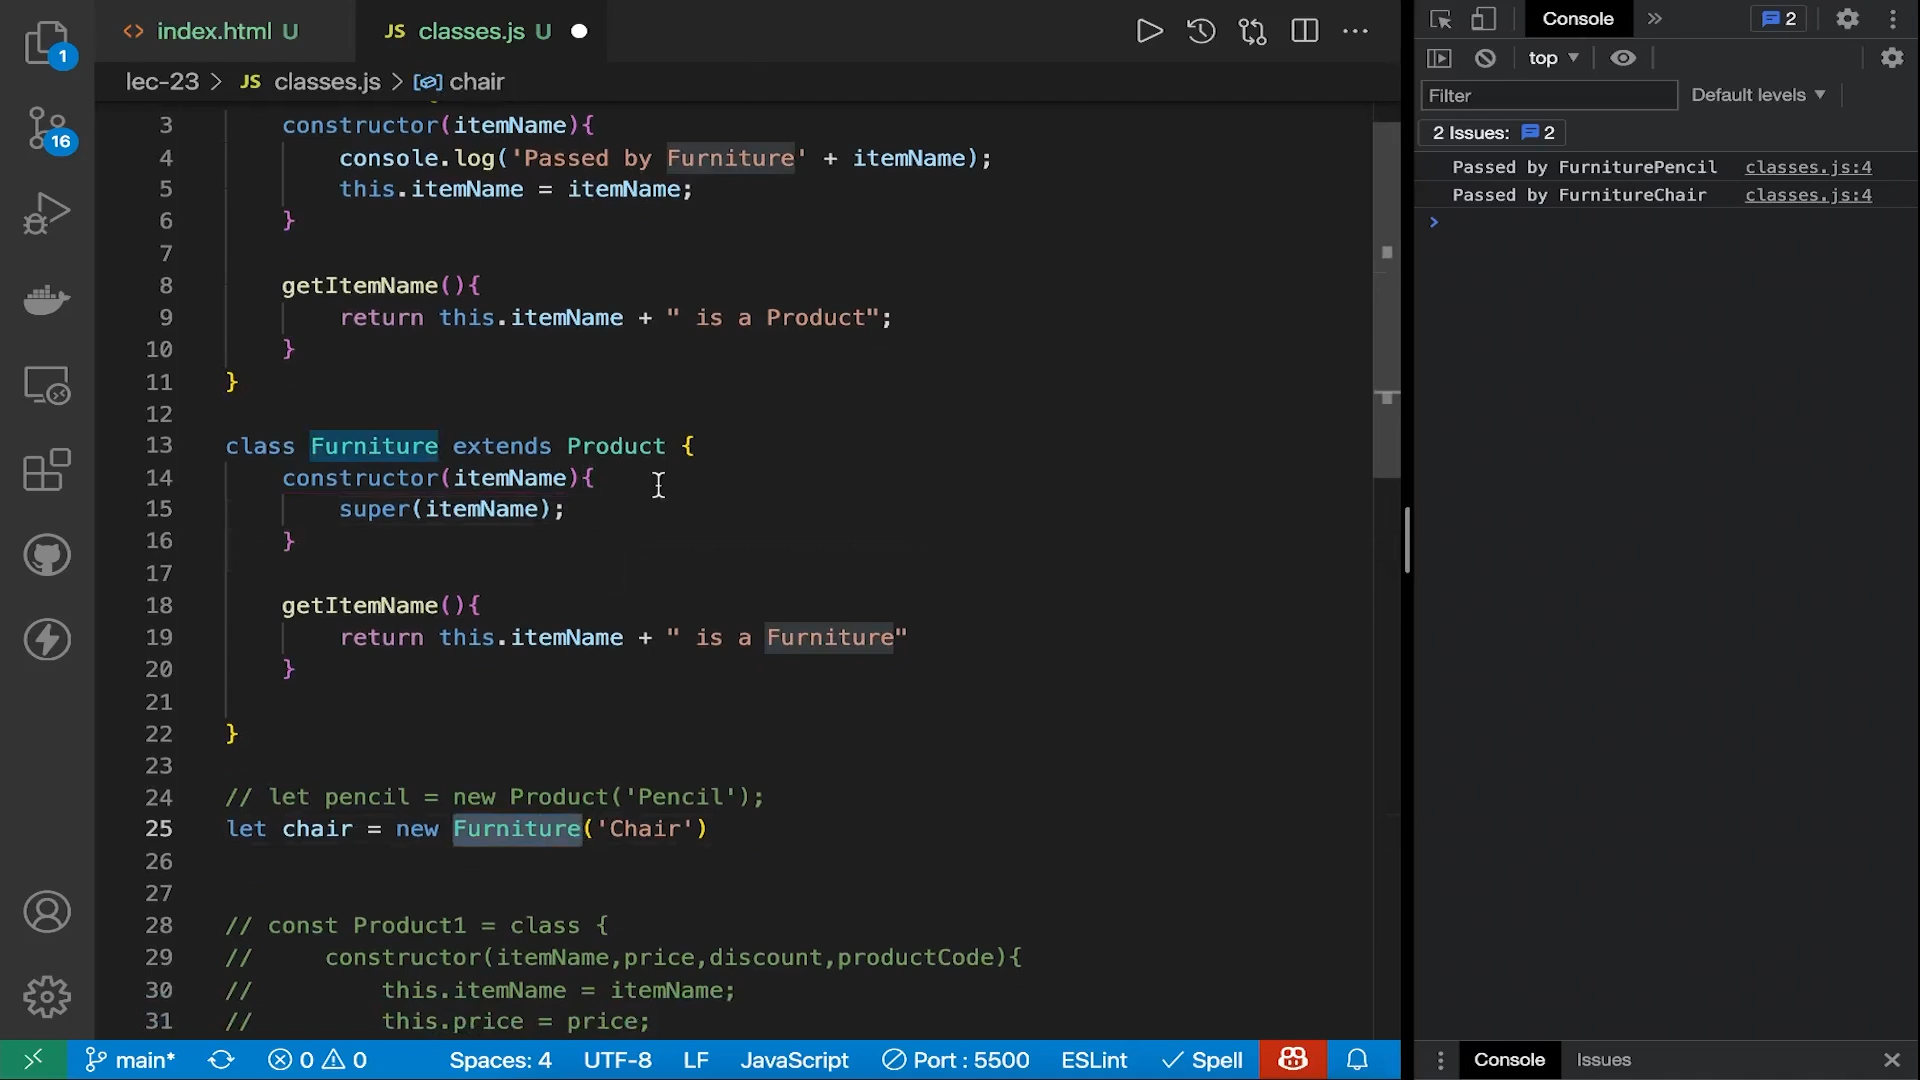 index.html U
JS classes.js U
lec-23 > JS classes.js > chair
3 constructor(itemName){
4 console.log('Passed by Furniture' + itemName);
5 this.itemName = itemName;
6 }
7
8 getItemName(){
9 return this.itemName + " is a Product";
10 }
11 }
12
13 class Furniture extends Product {
14 constructor(itemName){
15 super(itemName);
16 }
17
18 getItemName(){
19 return this.itemName + " is a Furniture"
20 }
21
22 }
23
24 // let pencil = new Product('Pencil');
25 let chair = new Furniture('Chair')
26
27
28 // const Product1 = class {
29 // constructor(itemName,price,discount,productCode){
30 // this.itemName = itemName;
31 // this.price = price;
1
16
main* 0 0 Spaces: 4 UTF-8 LF JavaScript Port : 5500 ESLint Spell
Console 2
top
Filter Default levels
2 Issues: 2
Passed by FurniturePencil classes.js:4
Passed by FurnitureChair classes.js:4
>
Console Issues